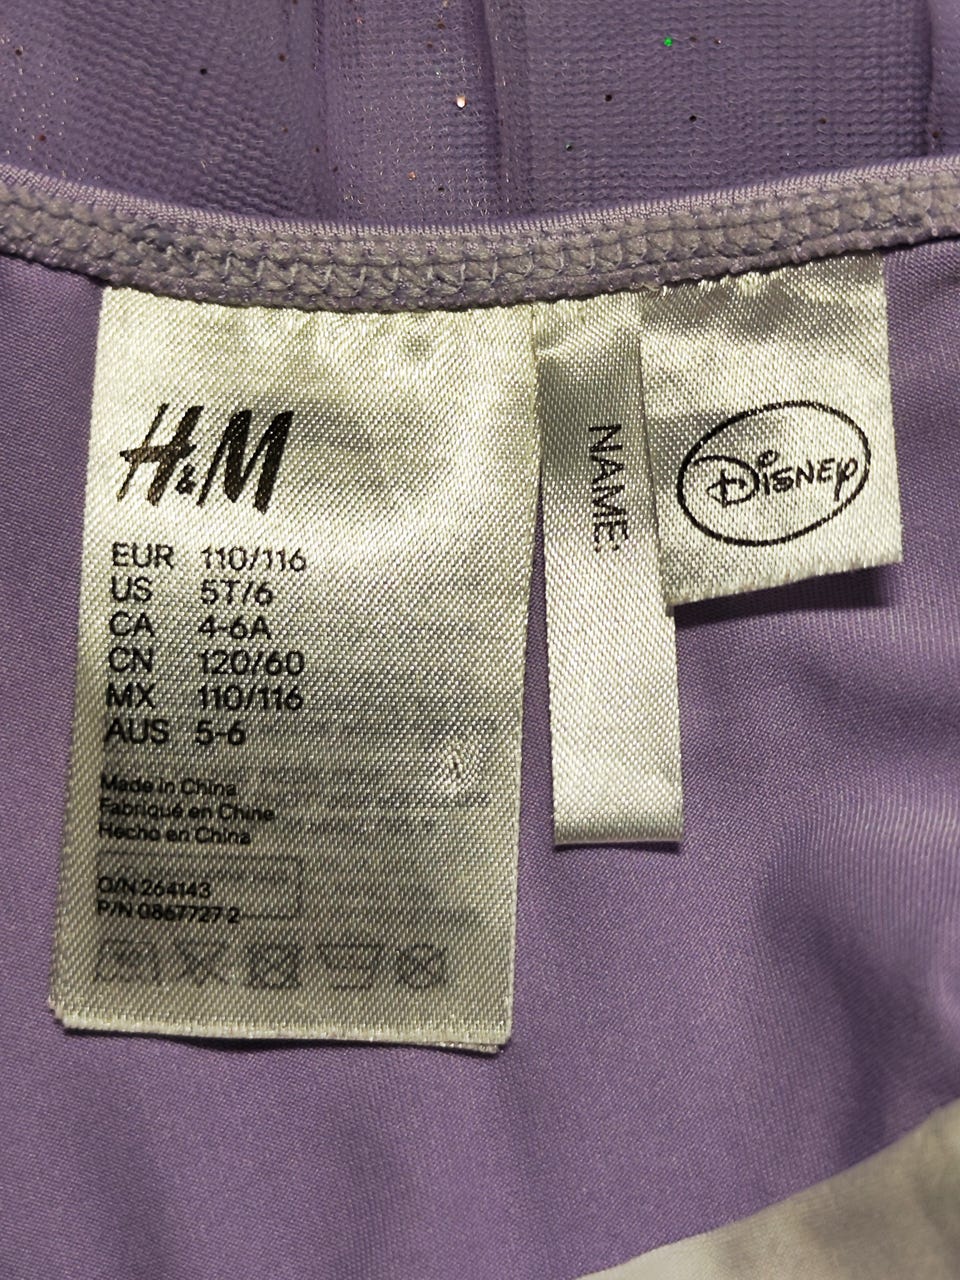 H&M
EUR 110/116
US 5T/6
CA 4-6A
CN 120/60
MX 110/116
AUS 5-6
Made in China
Fabriqué en Chine
Hecho en China
O/N 264143
P/N 0867727 2
NAME:
DISNEY